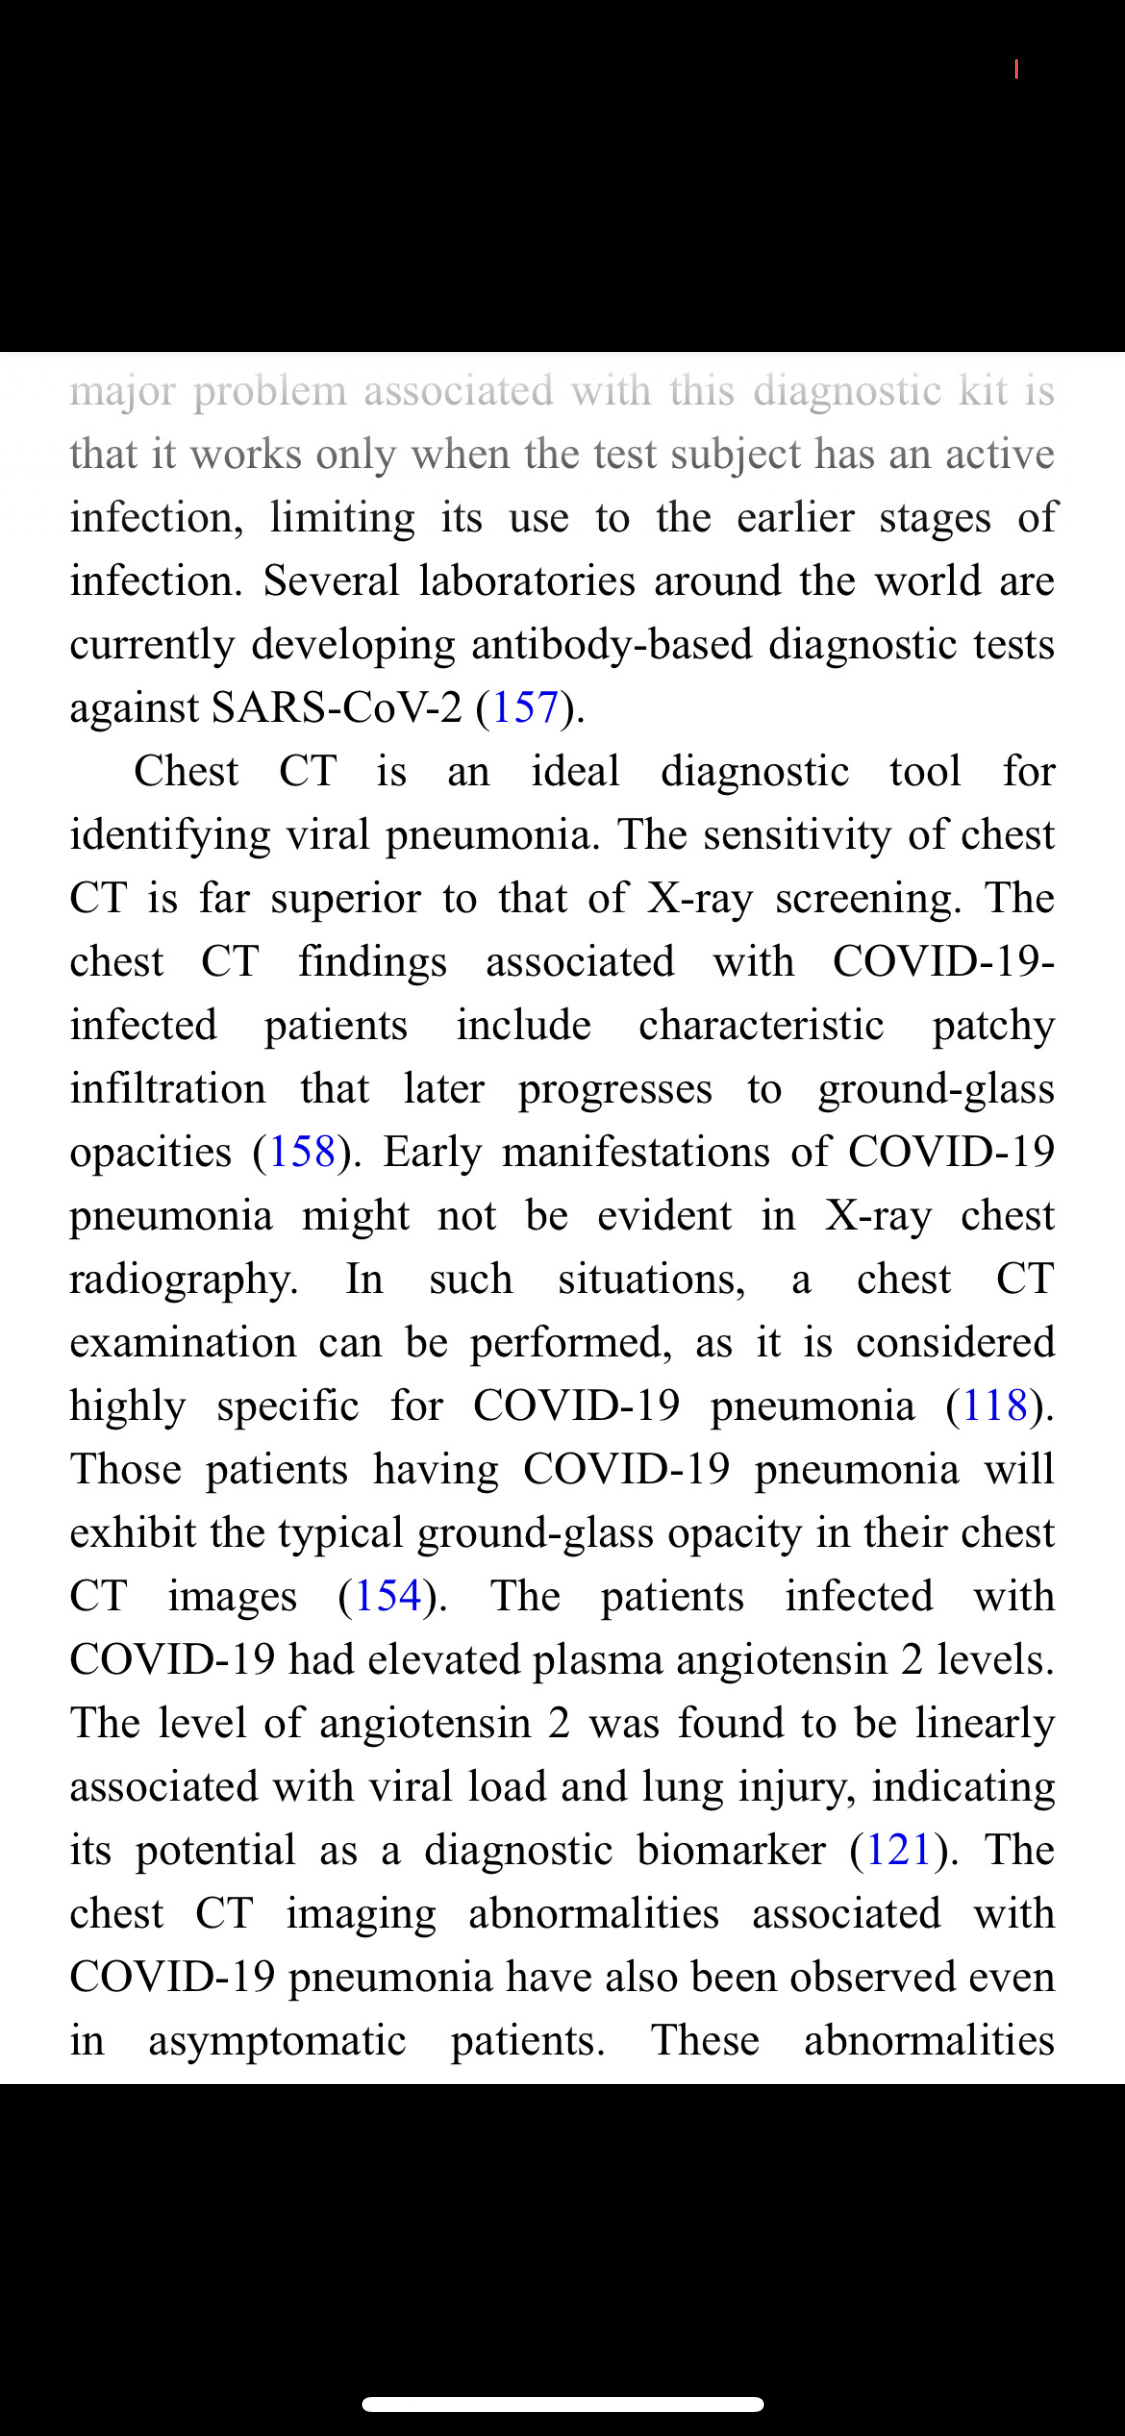 major problem associated with this diagnostic kit is
that it works only when the test subject has an active
infection, limiting its use to the earlier stages of
infection. Several laboratories around the world are
currently developing antibody-based diagnostic tests
against SARS-CoV-2 (157).
Chest CT is an ideal diagnostic tool for
identifying viral pneumonia. The sensitivity of chest
CT is far superior to that of X-ray screening. The
chest CT findings associated with COVID-19-
infected patients include characteristic patchy
infiltration that later progresses to ground-glass
opacities (158). Early manifestations of COVID-19
pneumonia might not be evident in X-ray chest
radiography. In such situations, a chest CT
examination can be performed, as it is considered
highly specific for COVID-19 pneumonia (118).
Those patients having COVID-19 pneumonia will
exhibit the typical ground-glass opacity in their chest
CT images (154). The patients infected with
COVID-19 had elevated plasma angiotensin 2 levels.
The level of angiotensin 2 was found to be linearly
associated with viral load and lung injury, indicating
its potential as a diagnostic biomarker (121). The
chest CT imaging abnormalities associated with
COVID-19 pneumonia have also been observed even
in asymptomatic patients. These abnormalities